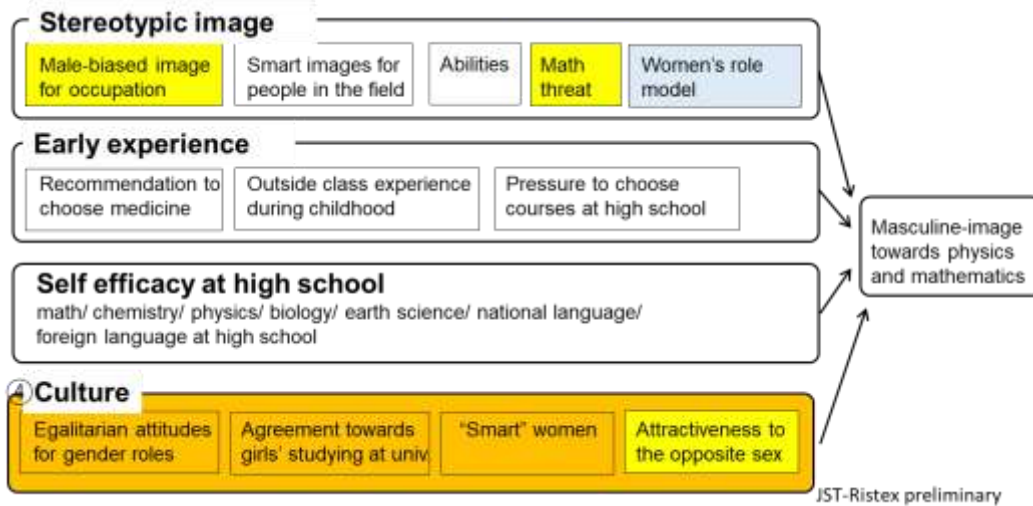 Stereotypic image
Male-biased image
for occupation
Smart images for
people in the field
Abilities
Math
threat
Women's role
model
Early experience
Recommendation to
choose medicine
Outside class experience
during childhood
Pressure to choose
courses at high school
Masculine-image
towards physics
and mathematics
Self efficacy at high school
math/ chemistry/ physics/ biology/ earth science/ national language/
foreign language at high school
④Culture
Egalitarian attitudes
for gender roles
Agreement towards
girls' studying at univ.
"Smart" women
Attractiveness to
the opposite sex
JST-Ristex preliminary